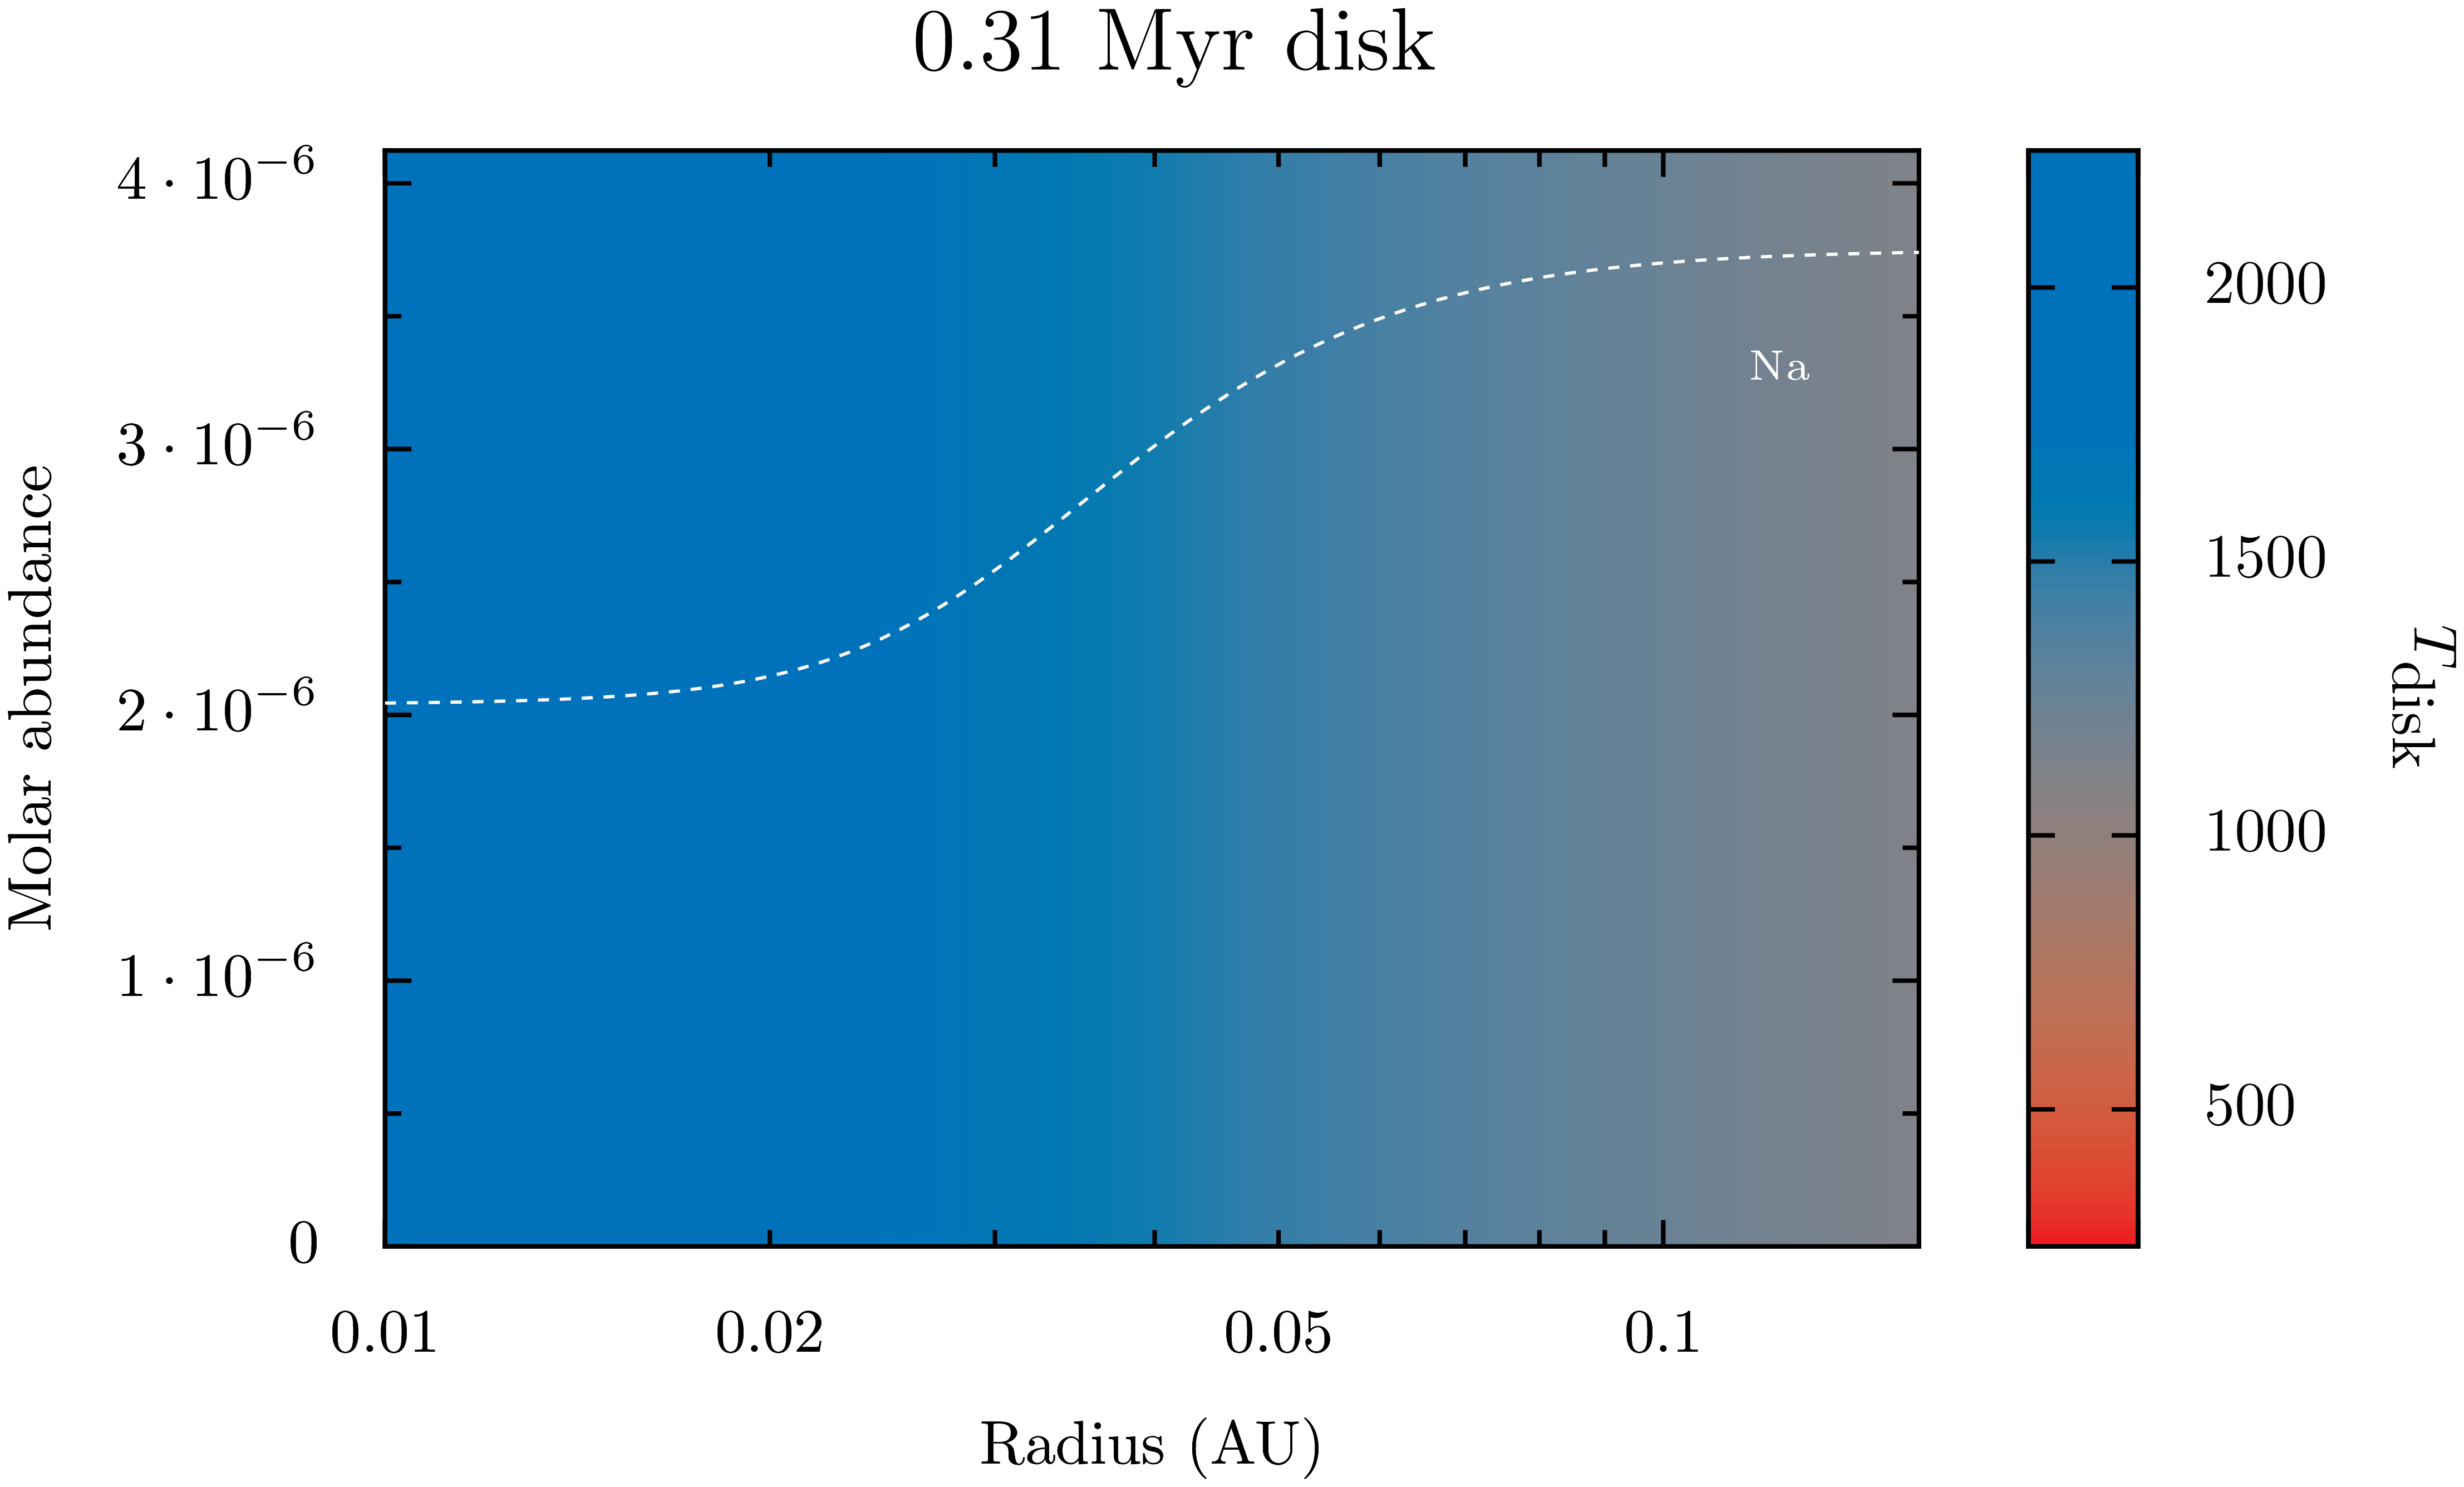 0.31 Myr disk
4 · 10⁻⁶
3 · 10⁻⁶
2 · 10⁻⁶
1 · 10⁻⁶
0
Molar abundance
Na
0.01 0.02 0.05 0.1
Radius (AU)
2000
1500
1000
500
T_disk